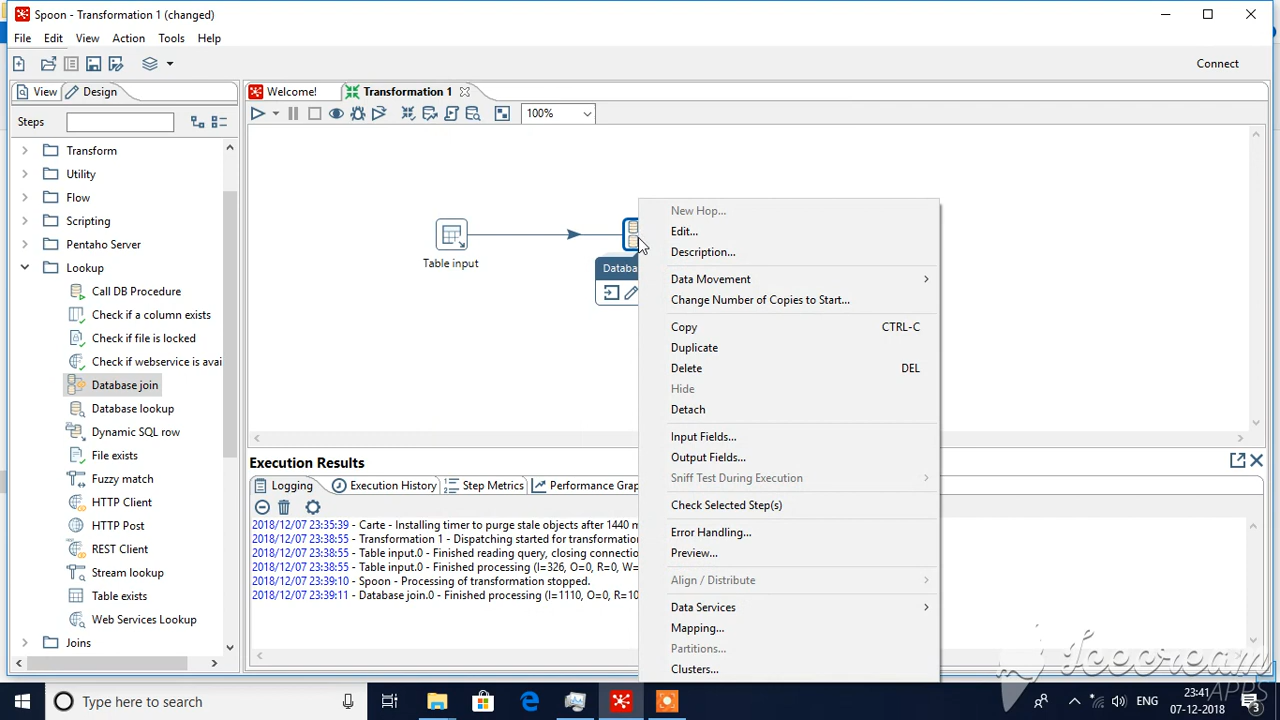 Spoon - Transformation 1 (changed)
File Edit View Action Tools Help
Connect
View Design
Welcome! Transformation 1
Steps
100%
Transform
Utility
Flow
Scripting
Pentaho Server
Lookup
Call DB Procedure
Check if a column exists
Check if file is locked
Check if webservice is avai
Database join
Database lookup
Dynamic SQL row
File exists
Fuzzy match
HTTP Client
HTTP Post
REST Client
Stream lookup
Table exists
Web Services Lookup
Joins
Table input
Databa
New Hop...
Edit...
Description...
Data Movement
Change Number of Copies to Start...
Copy CTRL-C
Duplicate
Delete DEL
Hide
Detach
Input Fields...
Output Fields...
Sniff Test During Execution
Check Selected Step(s)
Error Handling...
Preview...
Align / Distribute
Data Services
Mapping...
Partitions...
Clusters...
Execution Results
Logging Execution History Step Metrics Performance Grap
2018/12/07 23:35:39 - Carte - Installing timer to purge stale objects after 1440 m
2018/12/07 23:38:55 - Transformation 1 - Dispatching started for transformation
2018/12/07 23:38:55 - Table input.0 - Finished reading query, closing connection
2018/12/07 23:38:55 - Table input.0 - Finished processing (I=326, O=0, R=0, W=
2018/12/07 23:39:10 - Spoon - Processing of transformation stopped.
2018/12/07 23:39:11 - Database join.0 - Finished processing (I=1110, O=0, R=10
Icecream
APPS
Type here to search
ENG
23:41
07-12-2018
3